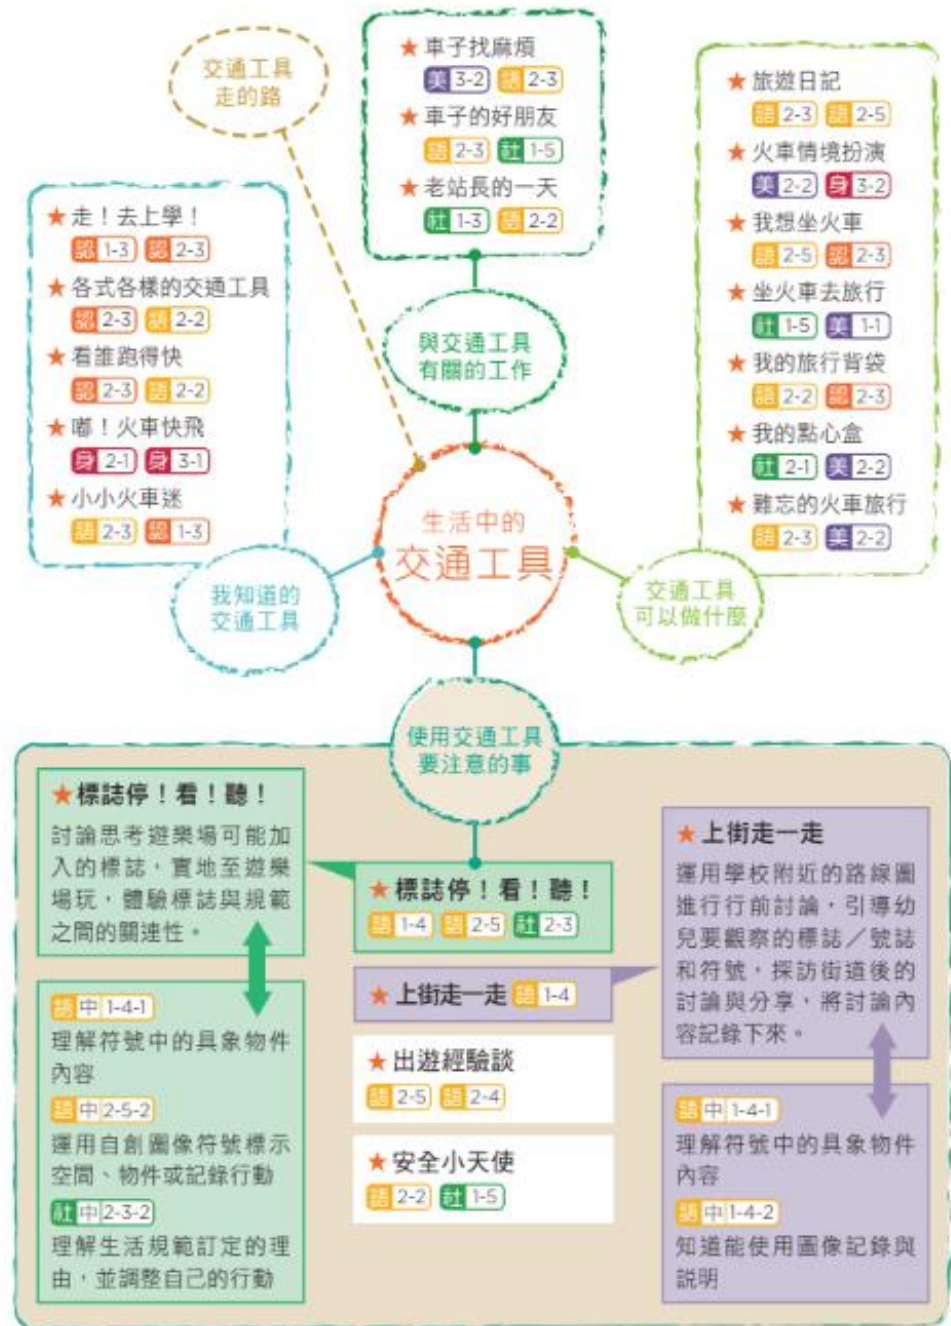 交通工具
走的路
★車子找麻煩
美 3-2 語 2-3
★車子的好朋友
語 2-3 社 1-5
★老站長的一天
社 1-3 語 2-2
與交通工具
有關的工作
★旅遊日記
語 2-3 語 2-5
★火車情境扮演
美 2-2 身 3-2
★我想坐火車
語 2-5 認 2-3
★坐火車去旅行
社 1-5 美 1-1
★我的旅行背袋
語 2-2 認 2-3
★我的點心盒
社 2-1 美 2-2
★難忘的火車旅行
語 2-3 美 2-2
交通工具
可以做什麼
★走！去上學！
認 1-3 認 2-3
★各式各樣的交通工具
認 2-3 語 2-2
★看誰跑得快
認 2-3 語 2-2
★嘟！火車快飛
身 2-1 身 3-1
★小小火車迷
語 2-3 認 1-3
我知道的
交通工具
生活中的
交通工具
使用交通工具
要注意的事
★標誌停！看！聽！
討論思考遊樂場可能加
入的標誌，實地至遊樂
場玩，體驗標誌與規範
之間的關連性。
語 中 1-4-1
理解符號中的具象物件
內容
語 中 2-5-2
運用自創圖像符號標示
空間、物件或記錄行動
社 中 2-3-2
理解生活規範訂定的理
由，並調整自己的行動
★標誌停！看！聽！
語 1-4 語 2-5 社 2-3
★上街走一走 語 1-4
★出遊經驗談
語 2-5 語 2-4
★安全小天使
語 2-2 社 1-5
★上街走一走
運用學校附近的路線圖
進行行前討論，引導幼
兒要觀察的標誌／號誌
和符號，探訪街道後的
討論與分享，將討論內
容記錄下來。
語 中 1-4-1
理解符號中的具象物件
內容
語 中 1-4-2
知道能使用圖像記錄與
說明